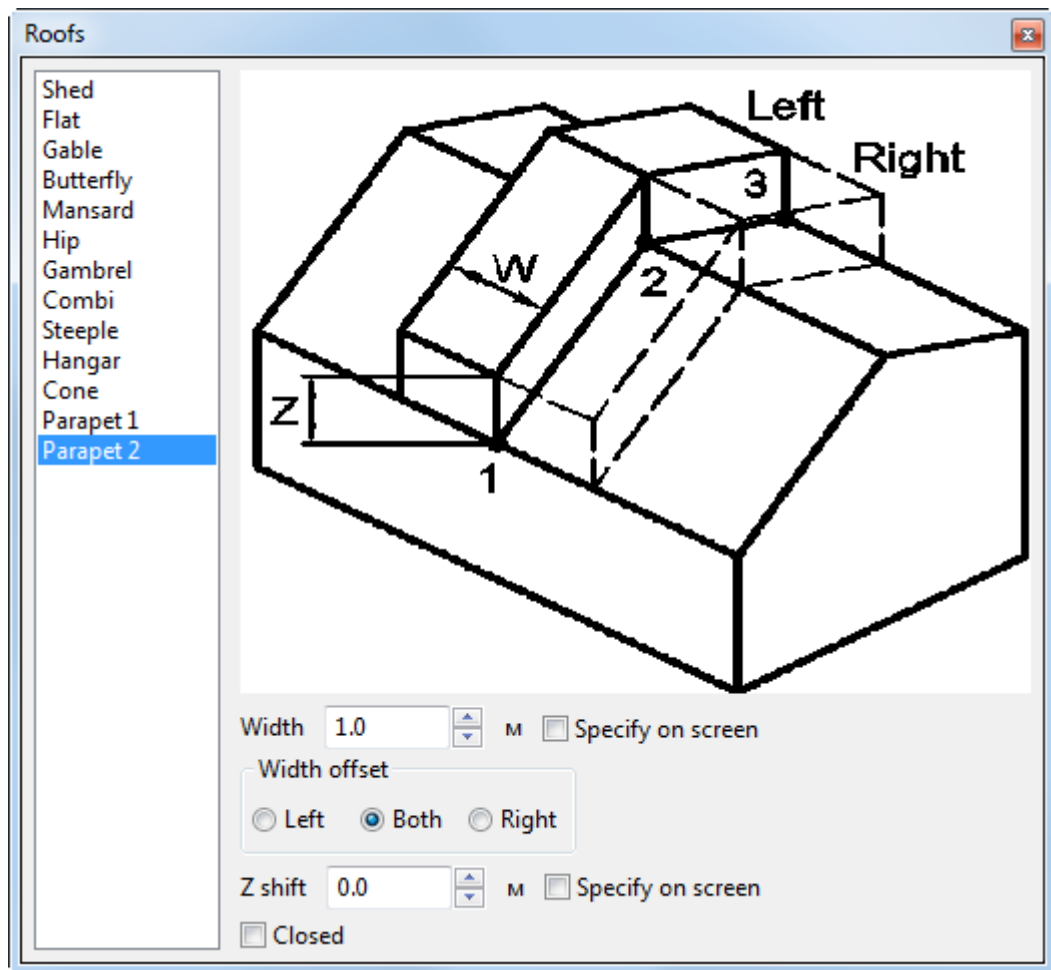 Roofs
Shed
Flat
Gable
Butterfly
Mansard
Hip
Gambrel
Combi
Steeple
Hangar
Cone
Parapet 1
Parapet 2
Left
Right
3
W
2
Z
1
Width 1.0 м Specify on screen
Width offset
Left Both Right
Z shift 0.0 м Specify on screen
Closed